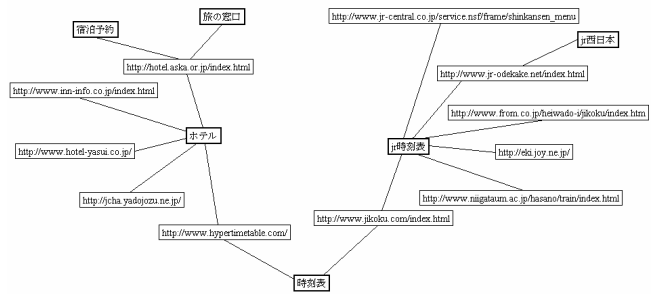 旅の窓口
宿泊予約
http://www.jr-central.co.jp/service.nsf/frame/shinkansen_menu
jr西日本
http://hotel.aska.or.jp/index.html
http://www.jr-odekake.net/index.html
http://www.inn-info.co.jp/index.html
http://www.from.co.jp/heiwado-i/jikoku/index.htm
ホテル
jr時刻表
http://www.hotel-yasui.co.jp/
http://eki.joy.ne.jp/
http://jcha.yadojozu.ne.jp/
http://www.niigataum.ac.jp/hasano/train/index.html
http://www.jikoku.com/index.html
http://www.hypertimetable.com/
時刻表